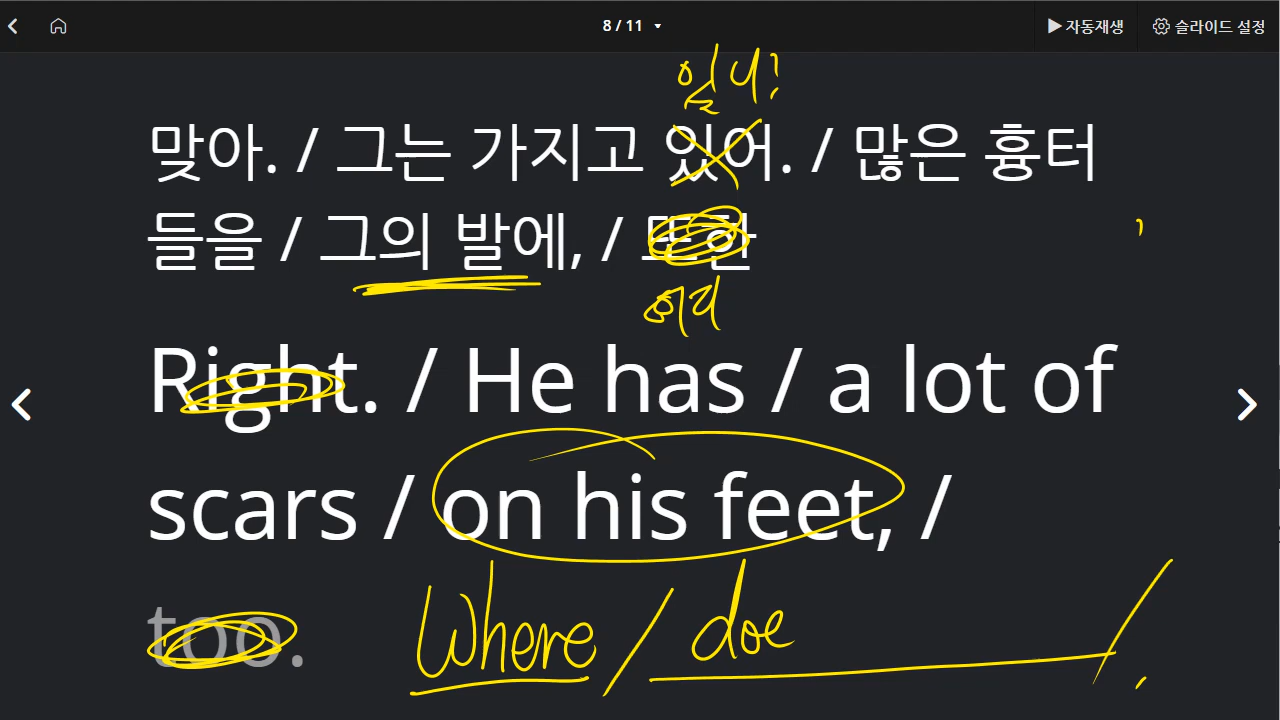 8 / 11
자동재생
슬라이드 설정
있니?
맞아. / 그는 가지고 있어. / 많은 흉터
들을 / 그의 발에, / 또한
Right. / He has / a lot of
scars / on his feet, /
too.
Where / doe